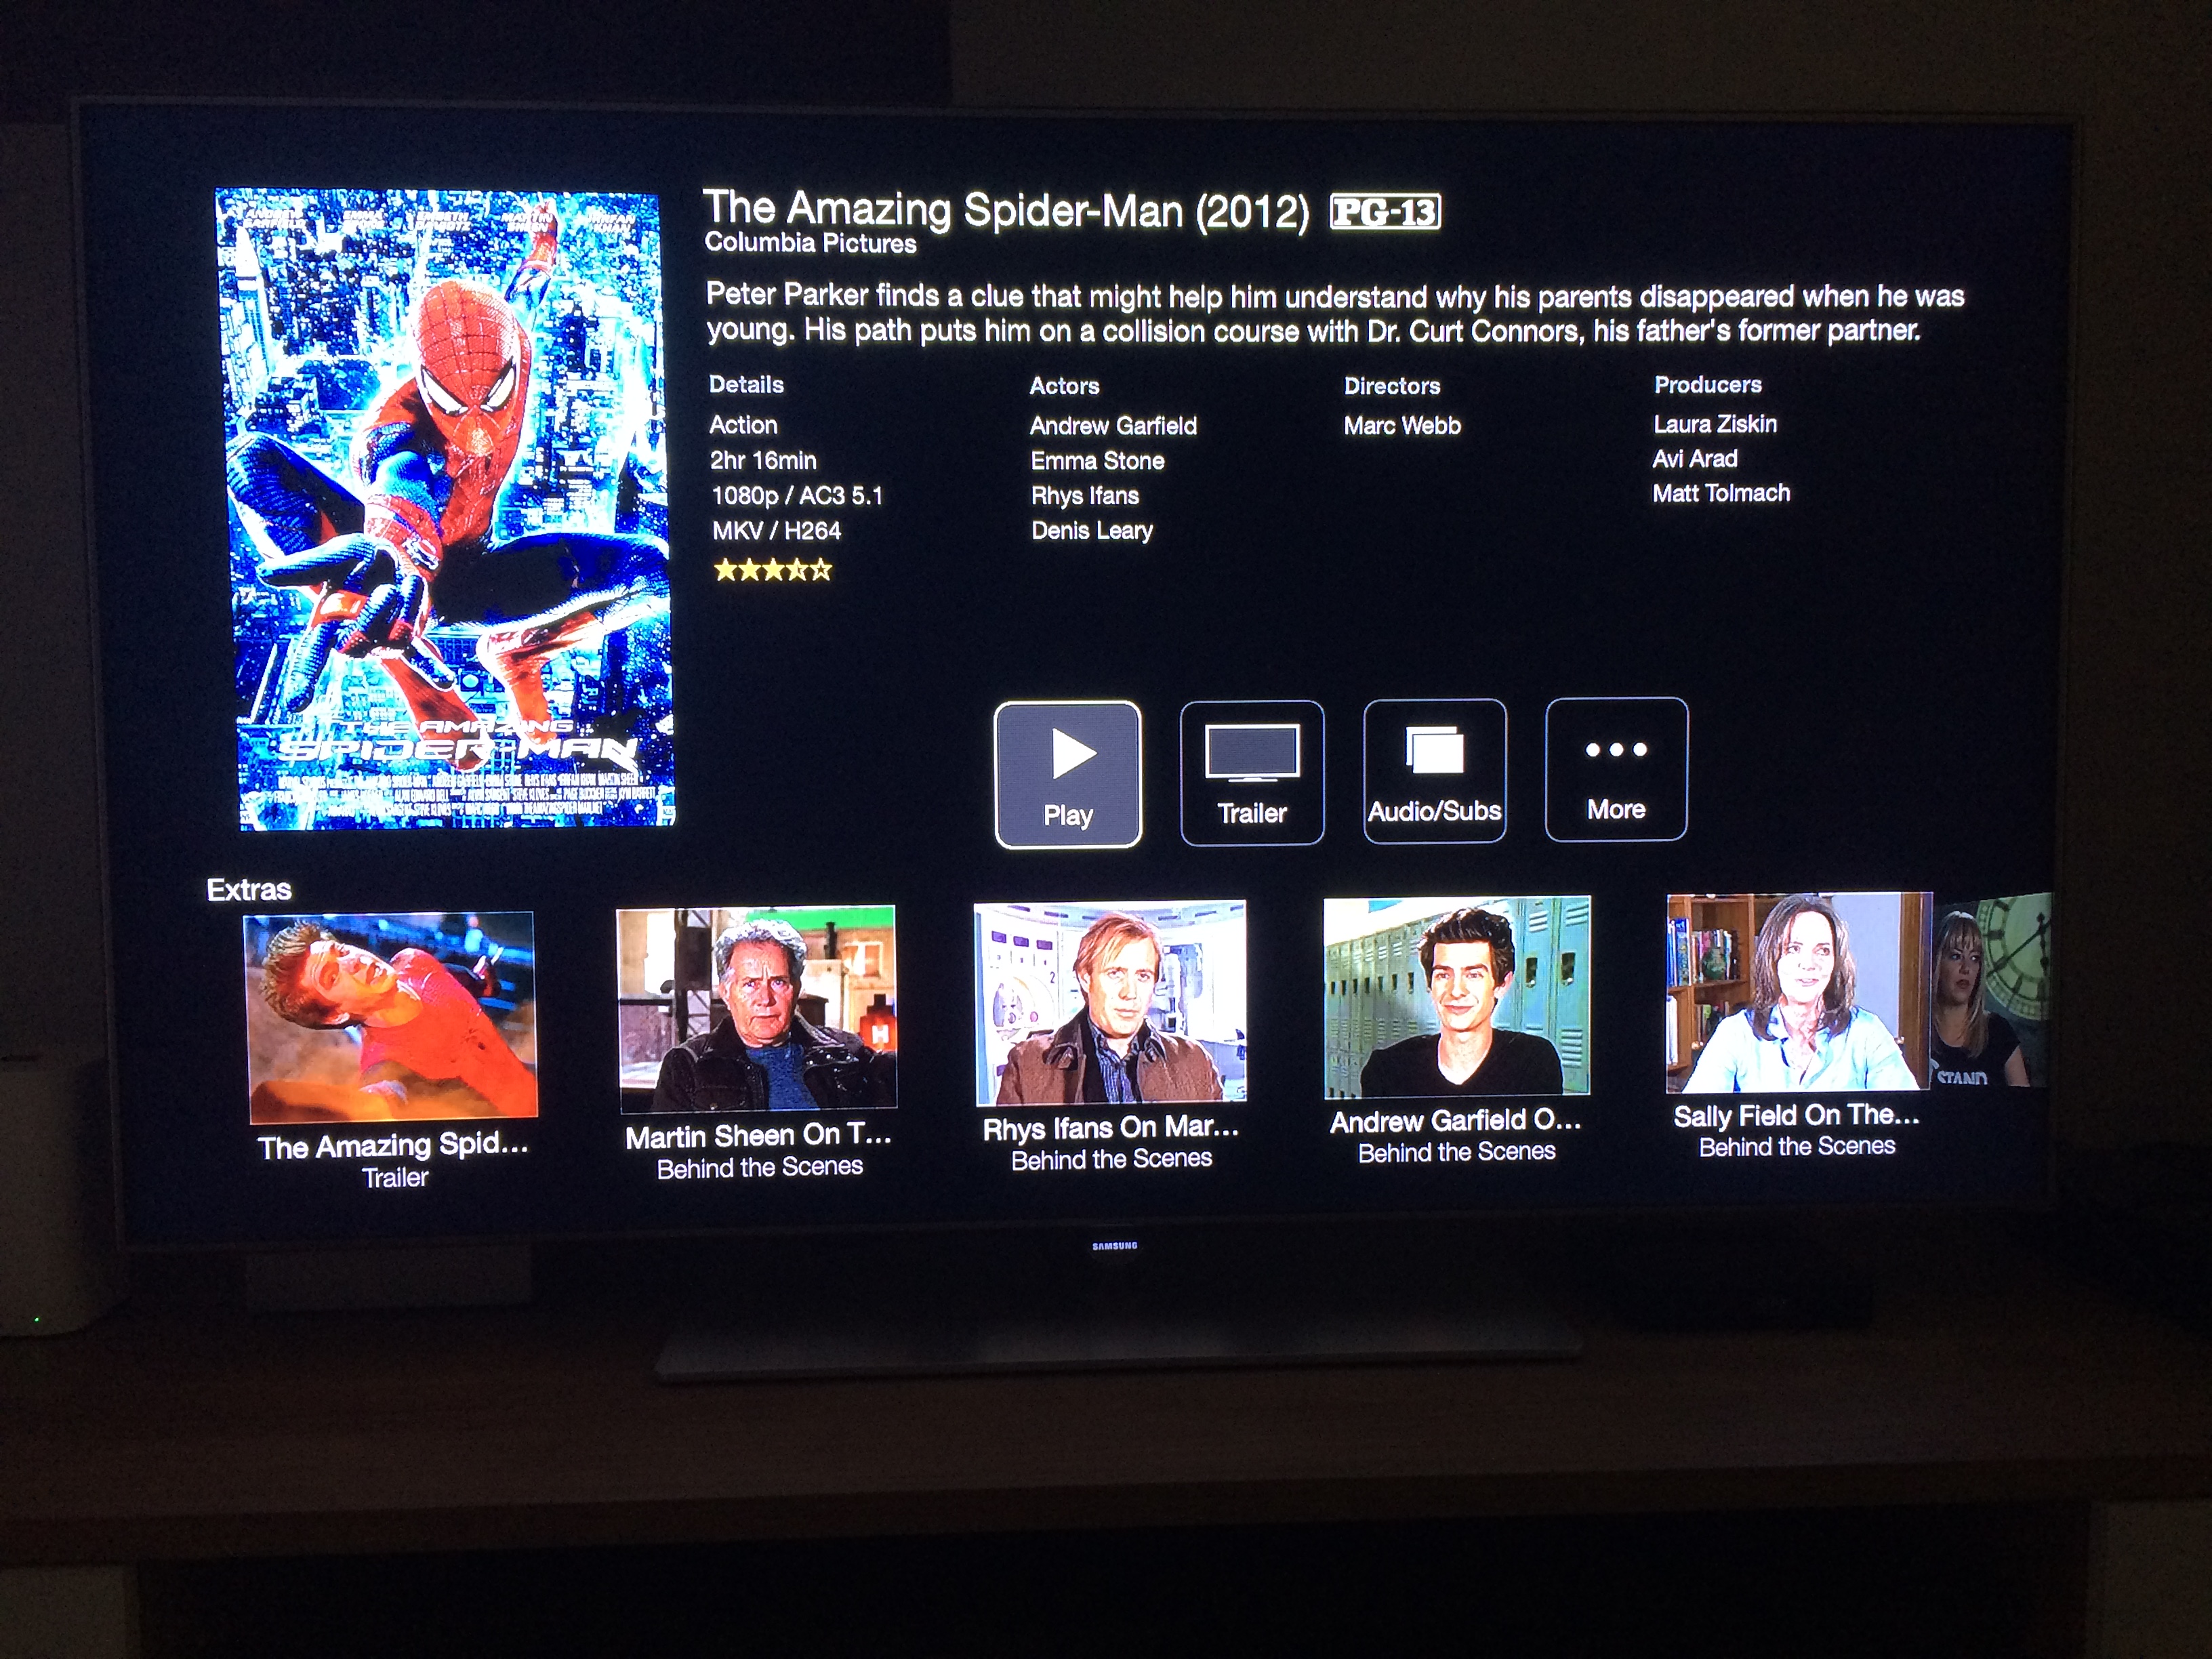 The Amazing Spider-Man (2012) PG-13
Columbia Pictures
Peter Parker finds a clue that might help him understand why his parents disappeared when he was
young. His path puts him on a collision course with Dr. Curt Connors, his father's former partner.
Details
Action
2hr 16min
1080p / AC3 5.1
MKV / H264
Actors
Andrew Garfield
Emma Stone
Rhys Ifans
Denis Leary
Directors
Marc Webb
Producers
Laura Ziskin
Avi Arad
Matt Tolmach
THE AMAZING
SPIDER-MAN
Play
Trailer
Audio/Subs
More
Extras
H
STAND
The Amazing Spid...
Trailer
Martin Sheen On T...
Behind the Scenes
Rhys Ifans On Mar...
Behind the Scenes
Andrew Garfield O...
Behind the Scenes
Sally Field On The...
Behind the Scenes
SAMSUNG